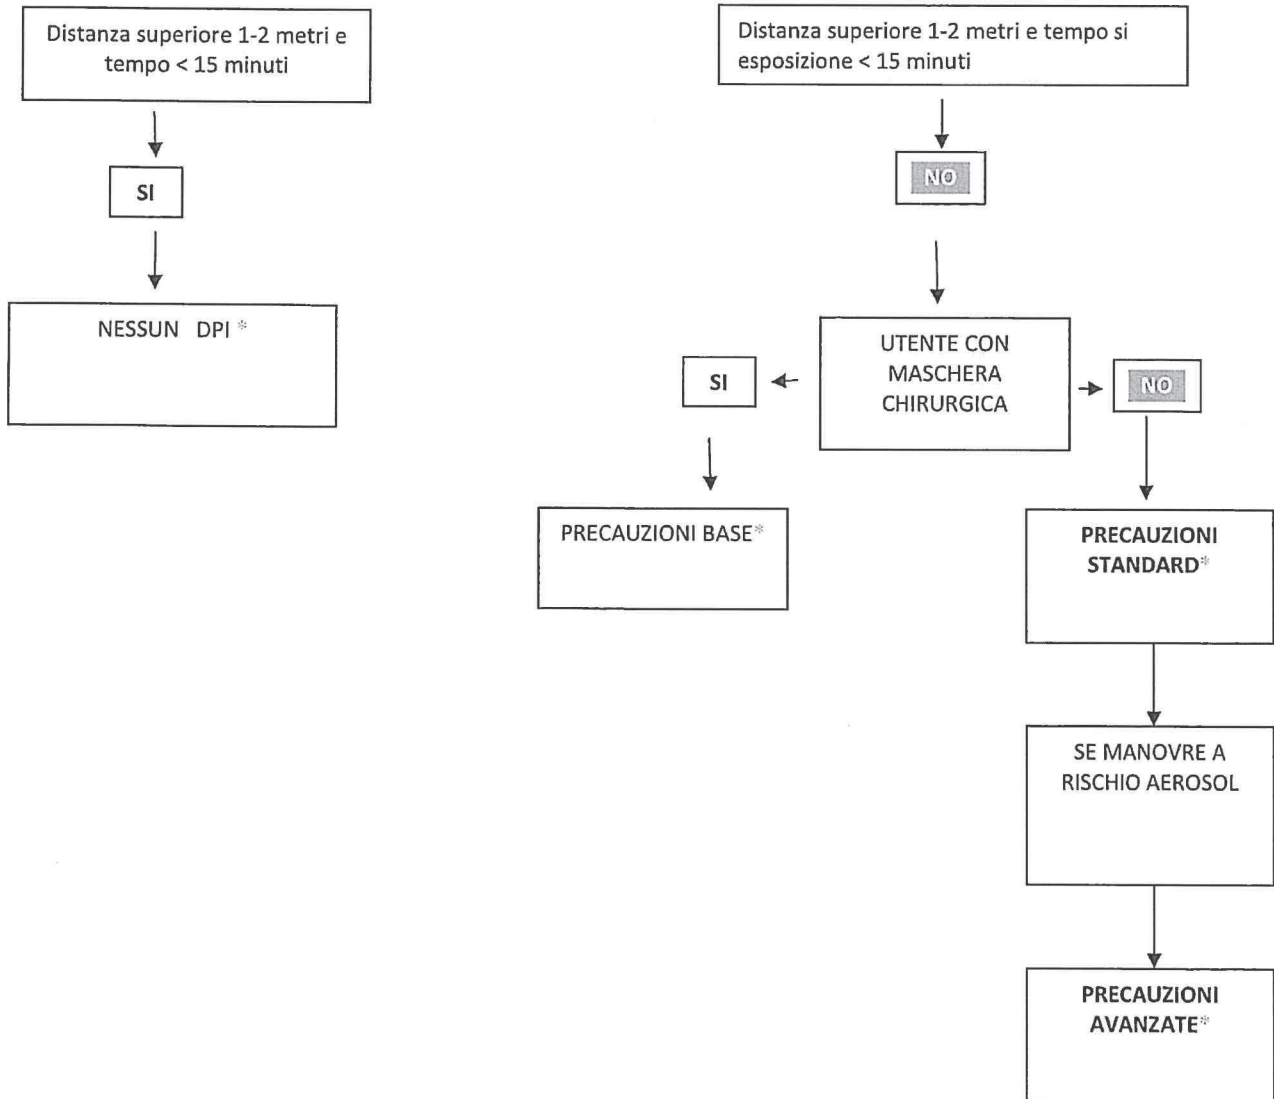 Distanza superiore 1-2 metri e
tempo < 15 minuti
SI
NESSUN DPI *
Distanza superiore 1-2 metri e tempo si
esposizione < 15 minuti
NO
UTENTE CON
MASCHERA
CHIRURGICA
SI
NO
PRECAUZIONI BASE*
PRECAUZIONI
STANDARD*
SE MANOVRE A
RISCHIO AEROSOL
PRECAUZIONI
AVANZATE*